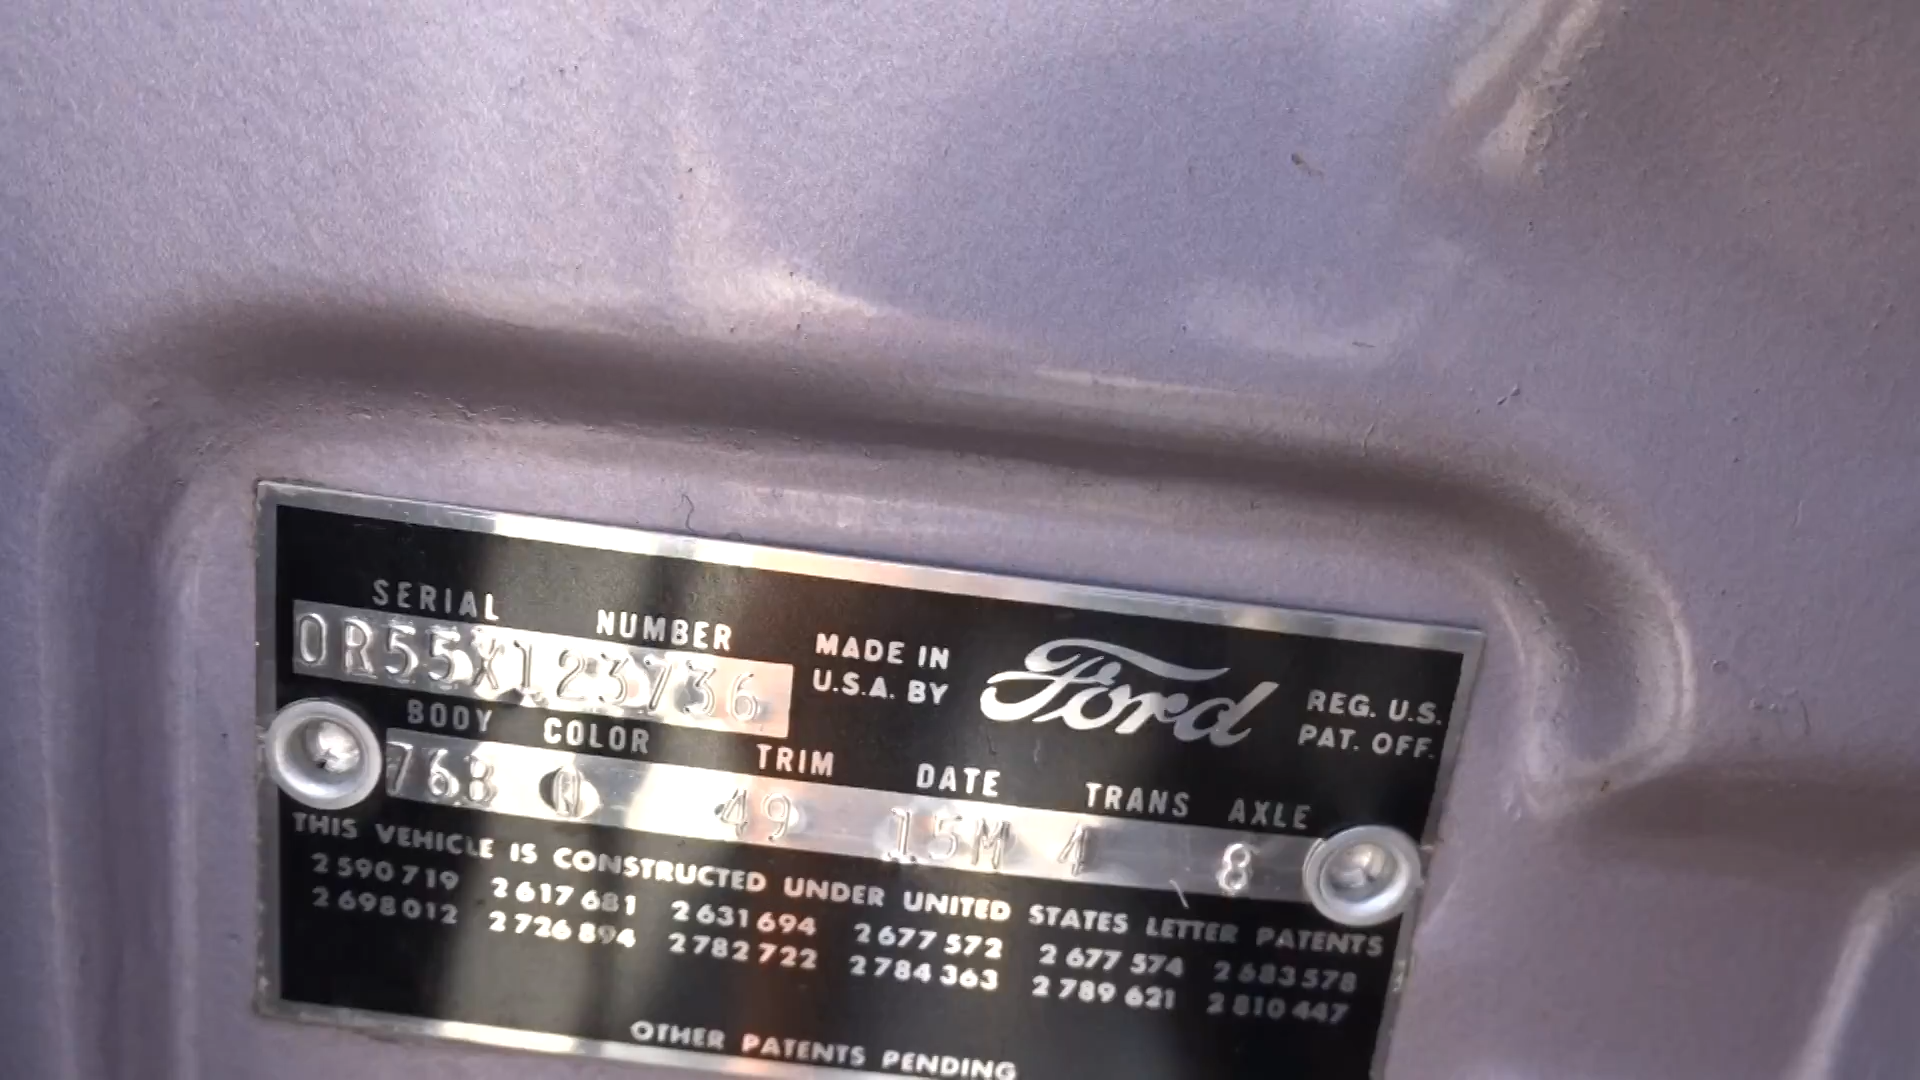 SERIAL NUMBER
0R55X123736
MADE IN
U.S.A. BY
Ford
REG. U.S.
PAT. OFF.
BODY COLOR TRIM DATE TRANS AXLE
76B 49 15M 4 8
THIS VEHICLE IS CONSTRUCTED UNDER UNITED STATES LETTER PATENTS
2 590 719 2 617 681 2 631 694 2 677 572 2 677 574 2 683 578
2 698 012 2 726 894 2 782 722 2 784 363 2 789 621 2 810 447
OTHER PATENTS PENDING